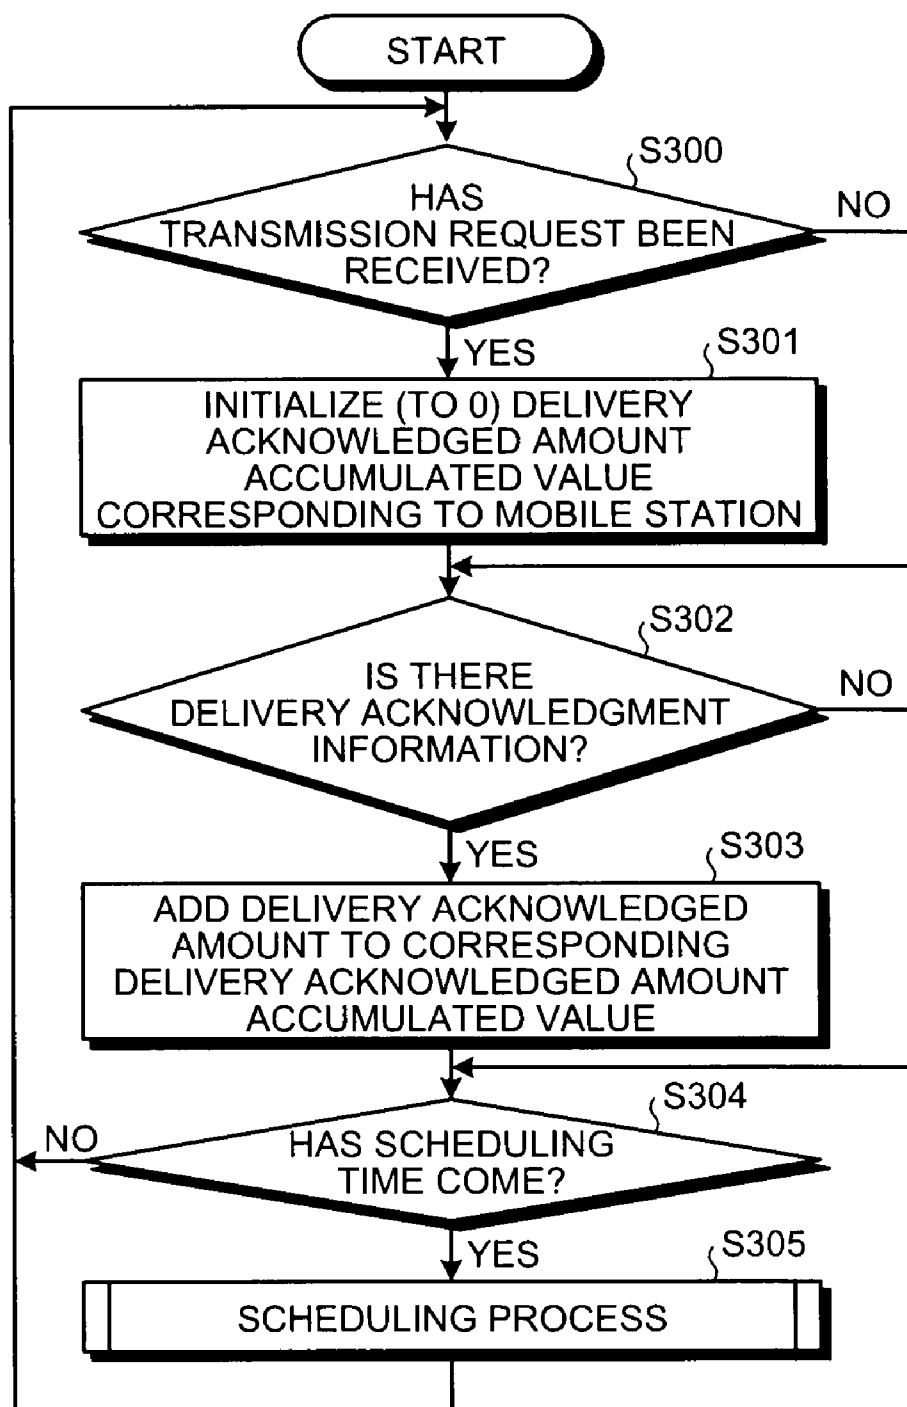 START
S300
HAS
TRANSMISSION REQUEST BEEN
RECEIVED?
NO
YES
S301
INITIALIZE (TO 0) DELIVERY
ACKNOWLEDGED AMOUNT
ACCUMULATED VALUE
CORRESPONDING TO MOBILE STATION
S302
IS THERE
DELIVERY ACKNOWLEDGMENT
INFORMATION?
NO
YES
S303
ADD DELIVERY ACKNOWLEDGED
AMOUNT TO CORRESPONDING
DELIVERY ACKNOWLEDGED AMOUNT
ACCUMULATED VALUE
S304
HAS SCHEDULING
TIME COME?
NO
YES
S305
SCHEDULING PROCESS